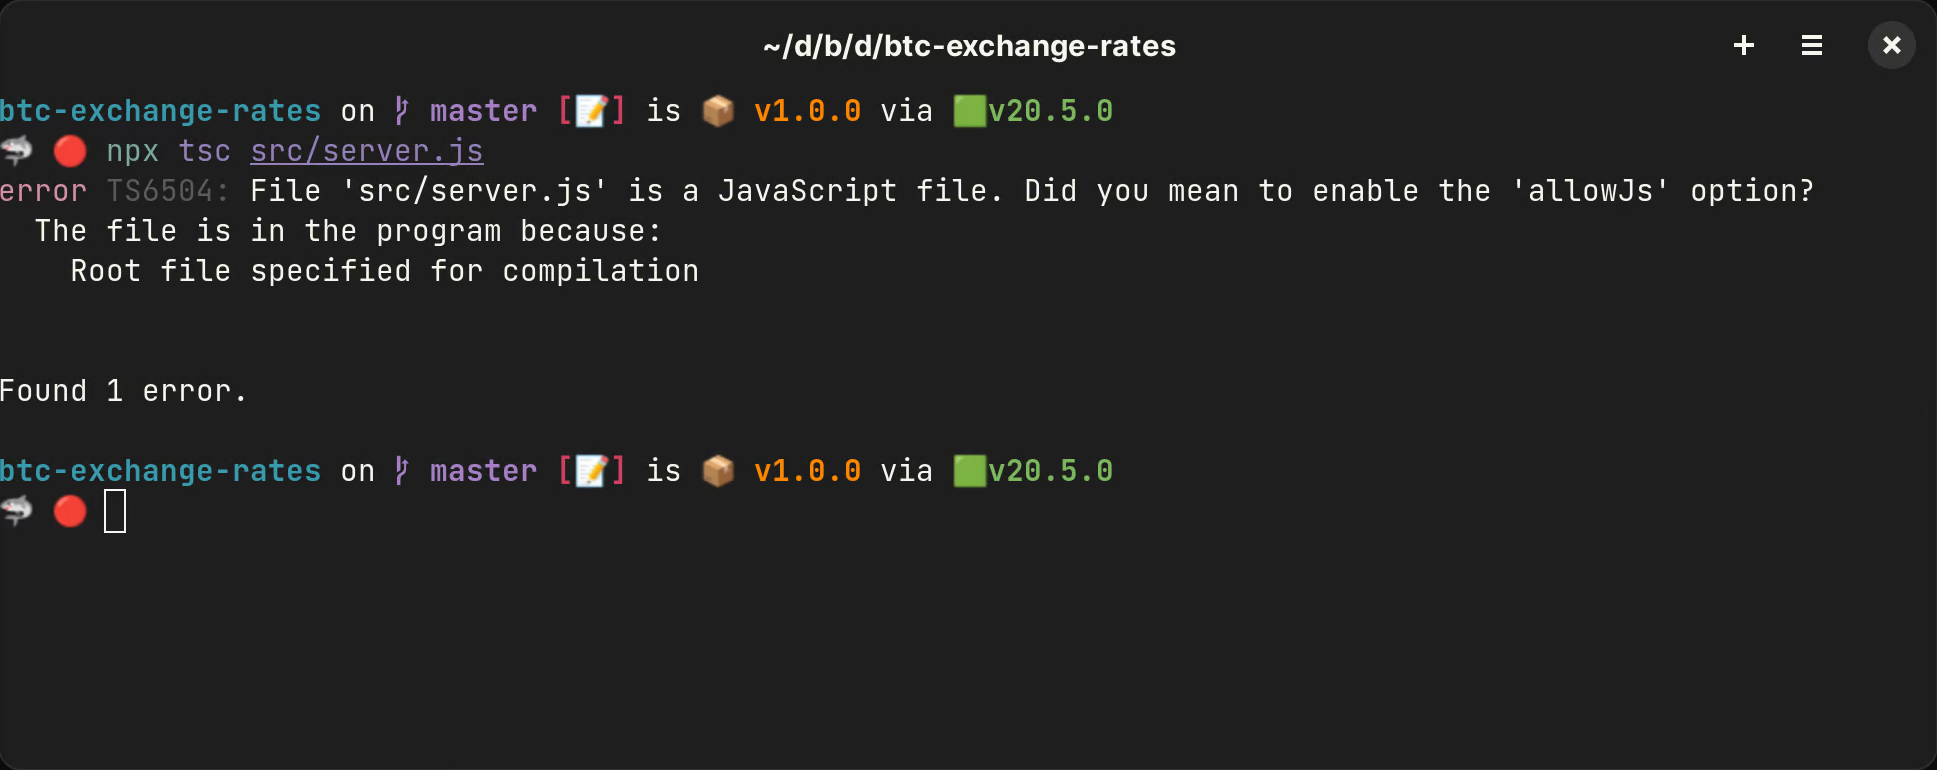 ~/d/b/d/btc-exchange-rates
btc-exchange-rates on master [📝] is 📦 v1.0.0 via 🟩v20.5.0
🦈 🔴 npx tsc src/server.js
error TS6504: File 'src/server.js' is a JavaScript file. Did you mean to enable the 'allowJs' option?
The file is in the program because:
Root file specified for compilation
Found 1 error.
btc-exchange-rates on master [📝] is 📦 v1.0.0 via 🟩v20.5.0
🦈 🔴